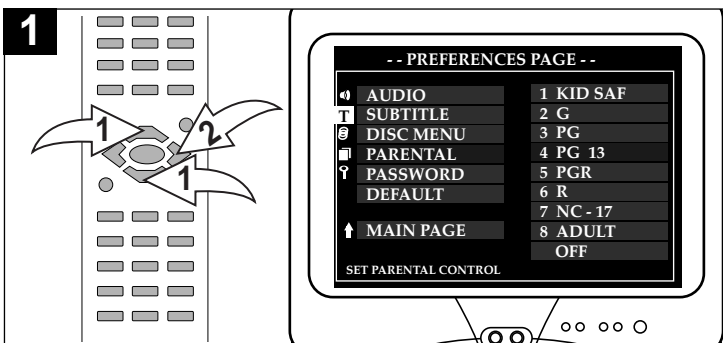 1
1
2
1
- - PREFERENCES PAGE - -
AUDIO
T SUBTITLE
DISC MENU
PARENTAL
PASSWORD
DEFAULT
MAIN PAGE
1 KID SAF
2 G
3 PG
4 PG 13
5 PGR
6 R
7 NC - 17
8 ADULT
OFF
SET PARENTAL CONTROL